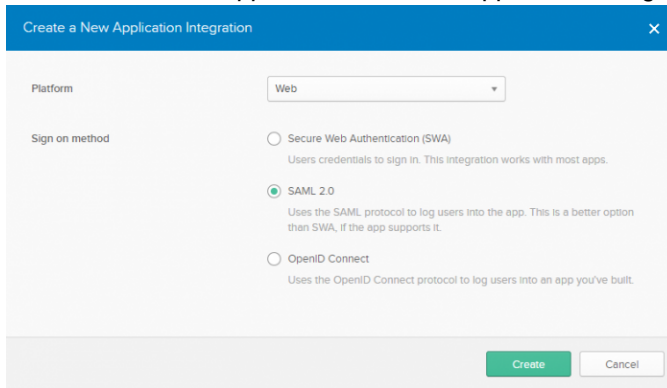 Create a New Application Integration
Platform
Web
Sign on method
Secure Web Authentication (SWA)
Users credentials to sign in. This integration works with most apps.
SAML 2.0
Uses the SAML protocol to log users into the app. This is a better option
than SWA, if the app supports it.
OpenID Connect
Uses the OpenID Connect protocol to log users into an app you've built.
Create
Cancel